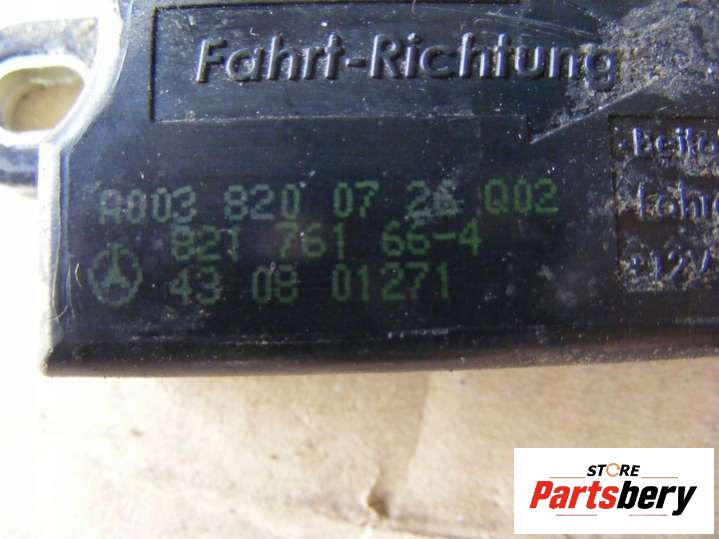 Fahrt-Richtung
A003 820 07 26 Q02
821 761 66-4
43 08 01271
STORE
Partsbery